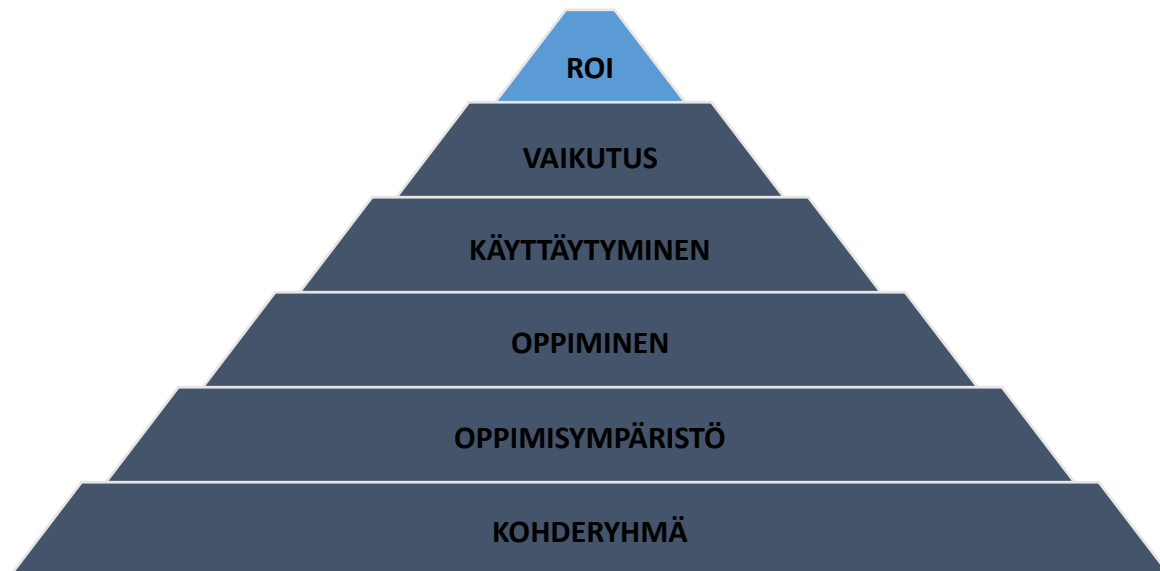 ROI
VAIKUTUS
KÄYTTÄYTYMINEN
OPPIMINEN
OPPIMISYMPÄRISTÖ
KOHDERYHMÄ